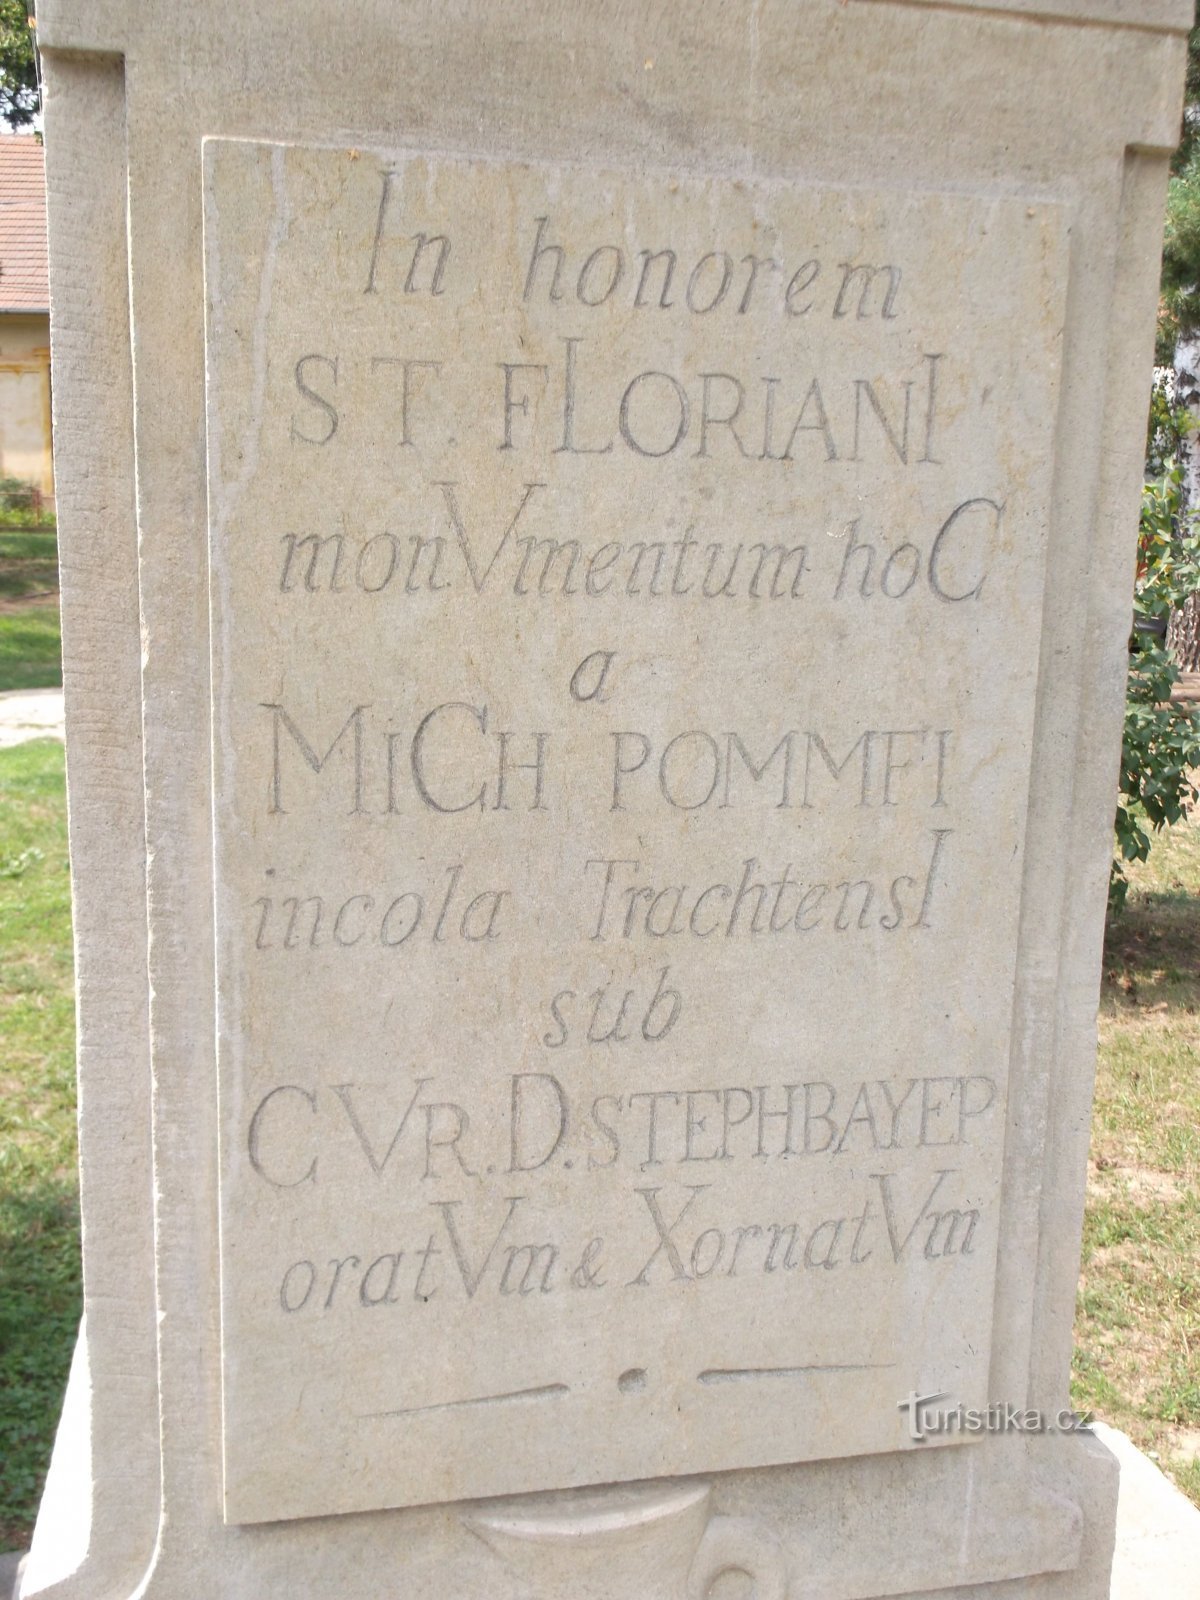 In honorem
ST. FLORIANI
monVmentum hoC
a
MiCH POMMFI
incola TrachtensI
sub
CVR. D. STEPHBAYEP
oratVm & XornatVm
Turistika.cz